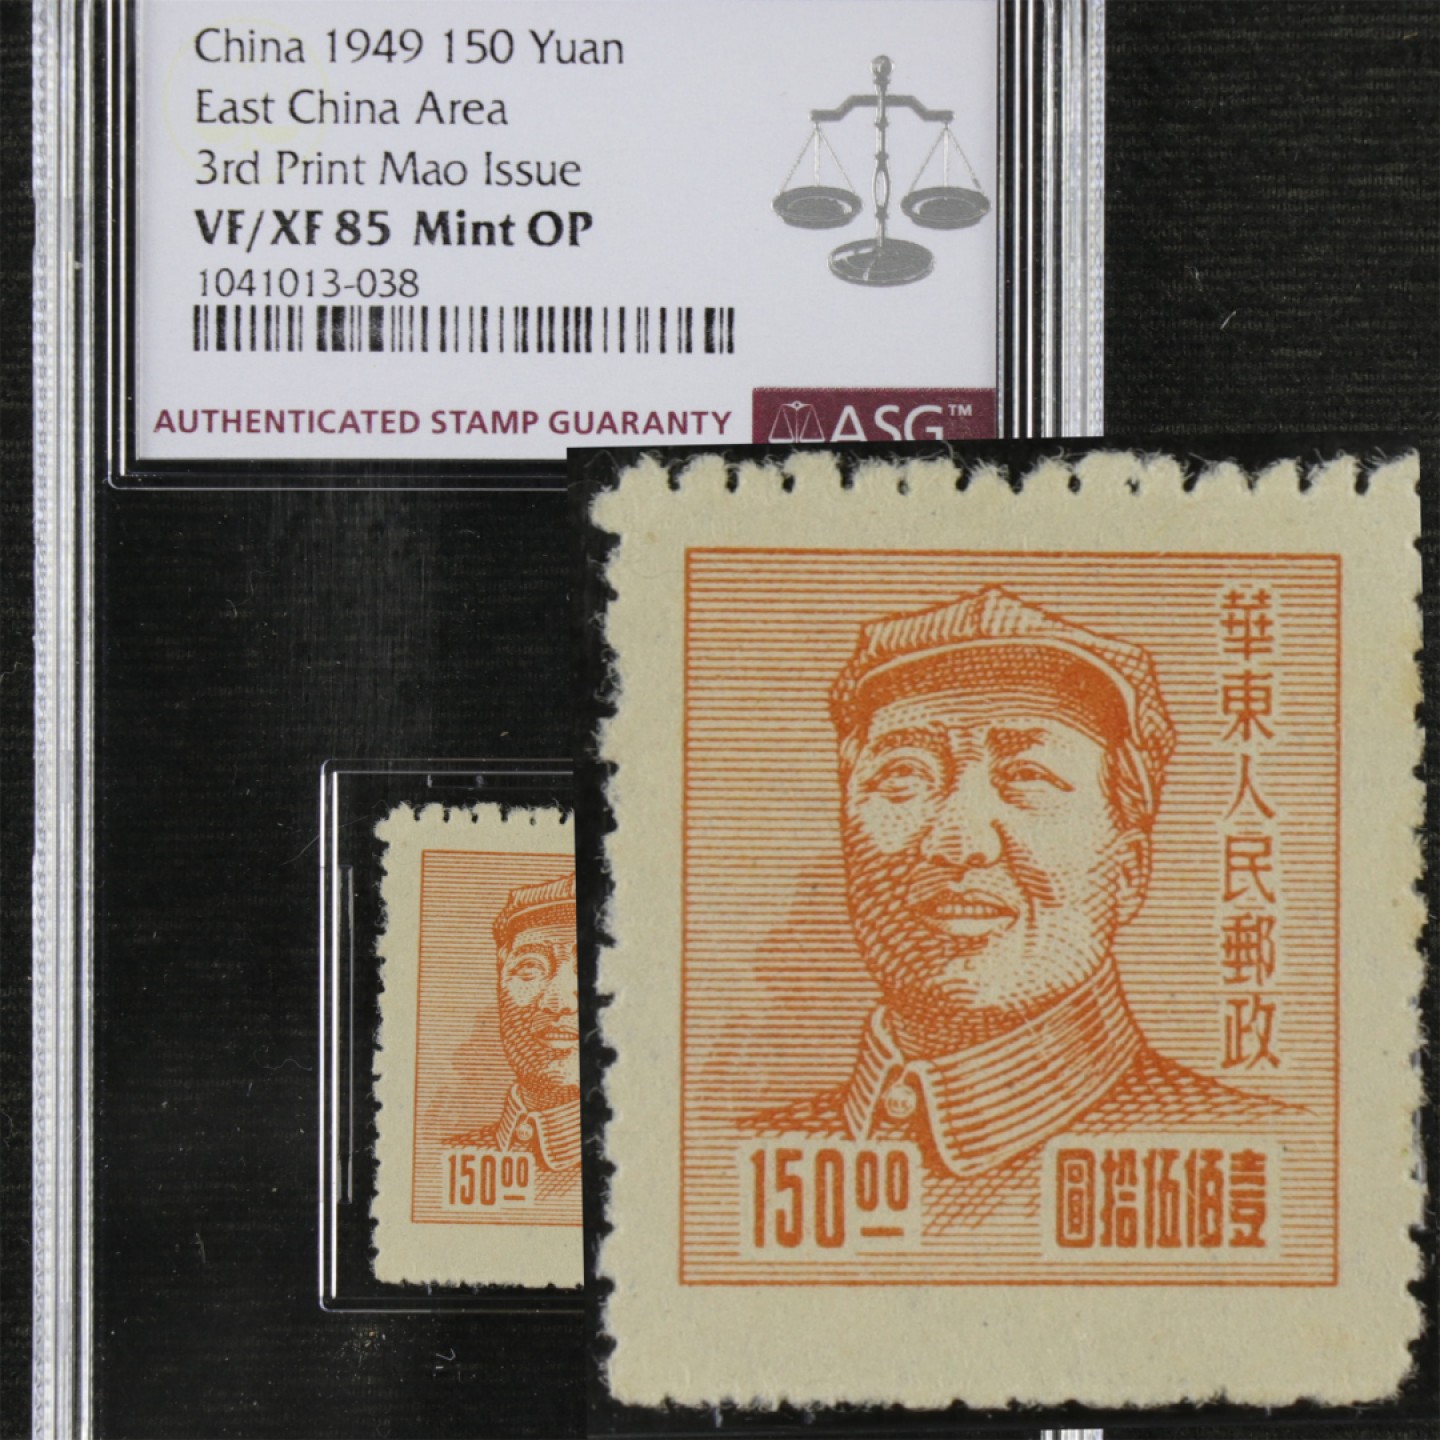 China 1949 150 Yuan
East China Area
3rd Print Mao Issue
VF/XF 85 Mint OP
1041013-038
AUTHENTICATED STAMP GUARANTY
ASG™
華東人民郵政
150 00
圓拾伍佰壹
150 00